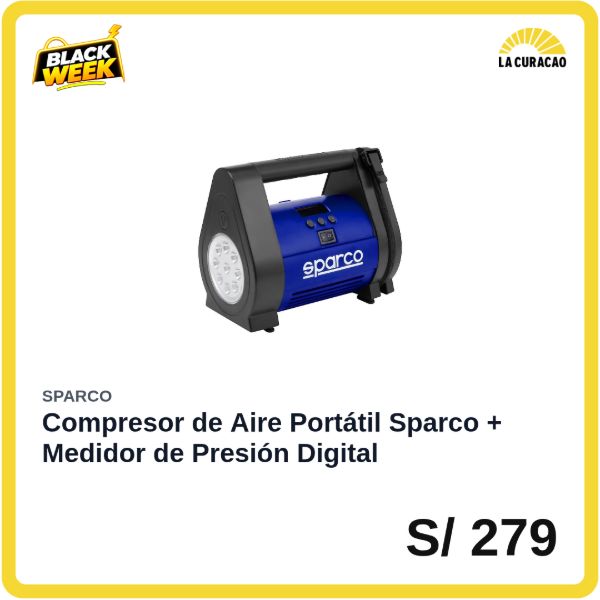 BLACK
WEEK
LA CURACAO
sparco
SPARCO
Compresor de Aire Portátil Sparco +
Medidor de Presión Digital
S/ 279